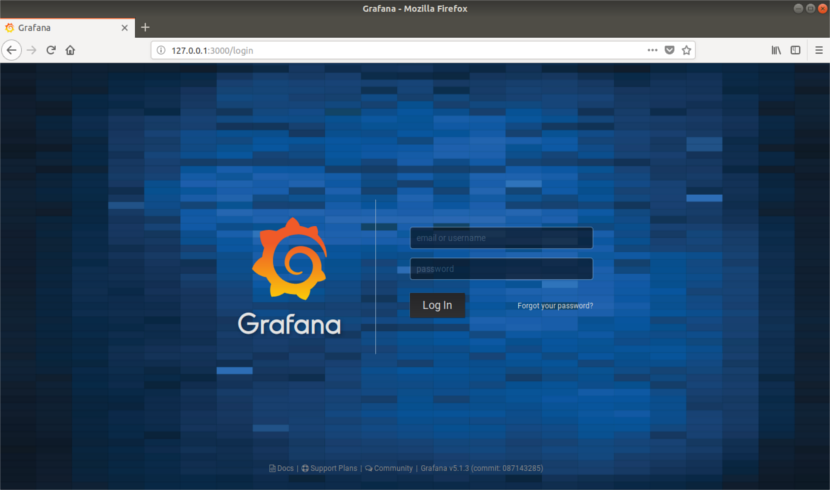 Grafana - Mozilla Firefox
Grafana
127.0.0.1:3000/login
email or username
password
Log In
Forgot your password?
Grafana
Docs | Support Plans | Community | Grafana v5.1.3 (commit: 087143285)